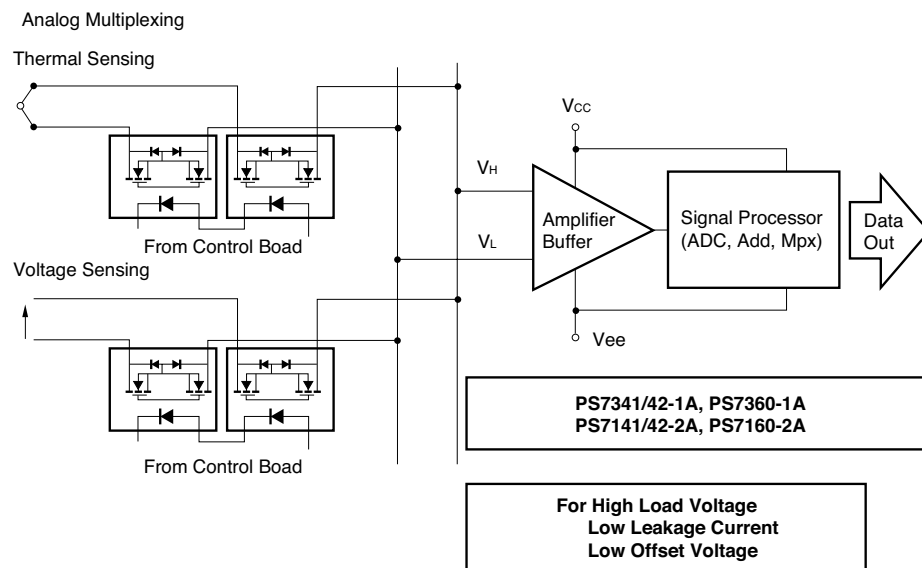 Analog Multiplexing
Thermal Sensing
From Control Boad
Voltage Sensing
From Control Boad
VH
VL
VCC
Amplifier
Buffer
Vee
Signal Processor
(ADC, Add, Mpx)
Data
Out
PS7341/42-1A, PS7360-1A
PS7141/42-2A, PS7160-2A
For High Load Voltage
Low Leakage Current
Low Offset Voltage